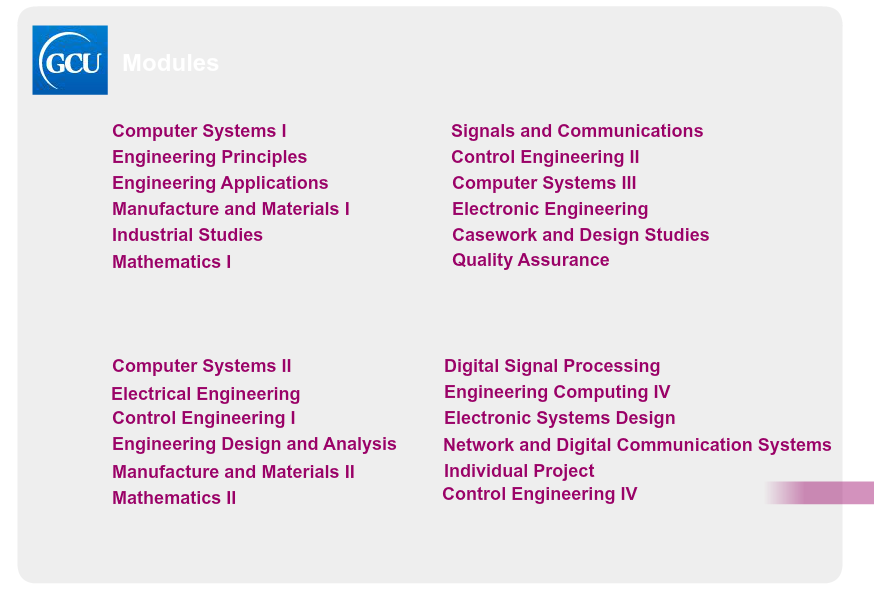 GCU
Modules
Computer Systems I
Engineering Principles
Engineering Applications
Manufacture and Materials I
Industrial Studies
Mathematics I
Signals and Communications
Control Engineering II
Computer Systems III
Electronic Engineering
Casework and Design Studies
Quality Assurance
Computer Systems II
Electrical Engineering
Control Engineering I
Engineering Design and Analysis
Manufacture and Materials II
Mathematics II
Digital Signal Processing
Engineering Computing IV
Electronic Systems Design
Network and Digital Communication Systems
Individual Project
Control Engineering IV